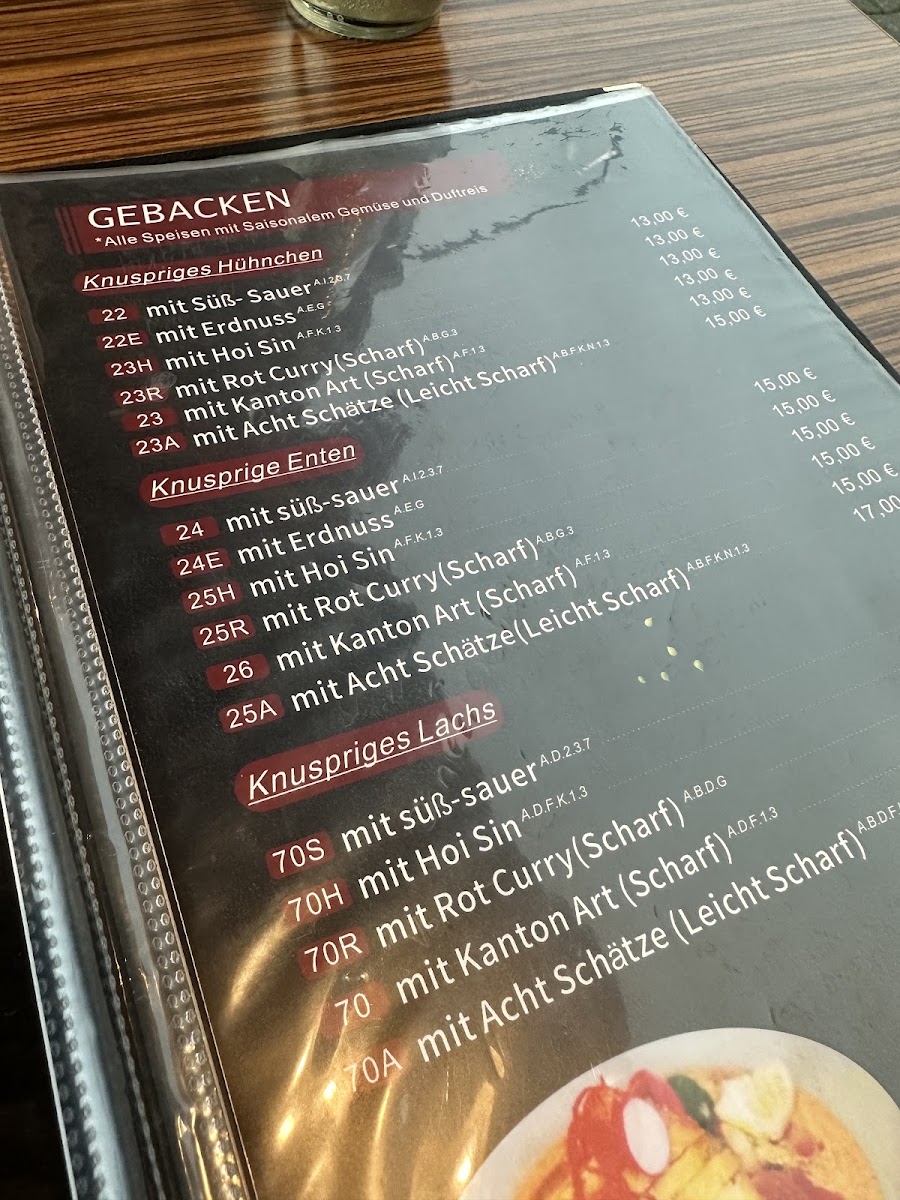 GEBACKEN
*Alle Speisen mit Saisonalem Gemüse und Duftreis
Knuspriges Hühnchen
22 mit Süß- Sauer A.I.2.3.7 13,00 €
22E mit Erdnuss A.E.G 13,00 €
23H mit Hoi Sin A.F.K.1.3 13,00 €
23R mit Rot Curry(Scharf) A.B.G.3 13,00 €
23 mit Kanton Art (Scharf) A.F.1.3 13,00 €
23A mit Acht Schätze (Leicht Scharf) A.B.F.K.N.1.3 15,00 €
Knusprige Enten
24 mit süß-sauer A.I.2.3.7 15,00 €
24E mit Erdnuss A.E.G 15,00 €
25H mit Hoi Sin A.F.K.1.3 15,00 €
25R mit Rot Curry(Scharf) A.B.G.3 15,00 €
26 mit Kanton Art (Scharf) A.F.1.3 15,00 €
25A mit Acht Schätze(Leicht Scharf) A.B.F.K.N.1.3 17,00
Knuspriges Lachs
70S mit süß-sauer A.D.2.3.7
70H mit Hoi Sin A.D.F.K.1.3
70R mit Rot Curry(Scharf) A.B.D.G
70 mit Kanton Art (Scharf) A.D.F.1.3
70A mit Acht Schätze (Leicht Scharf) A.B.D.F